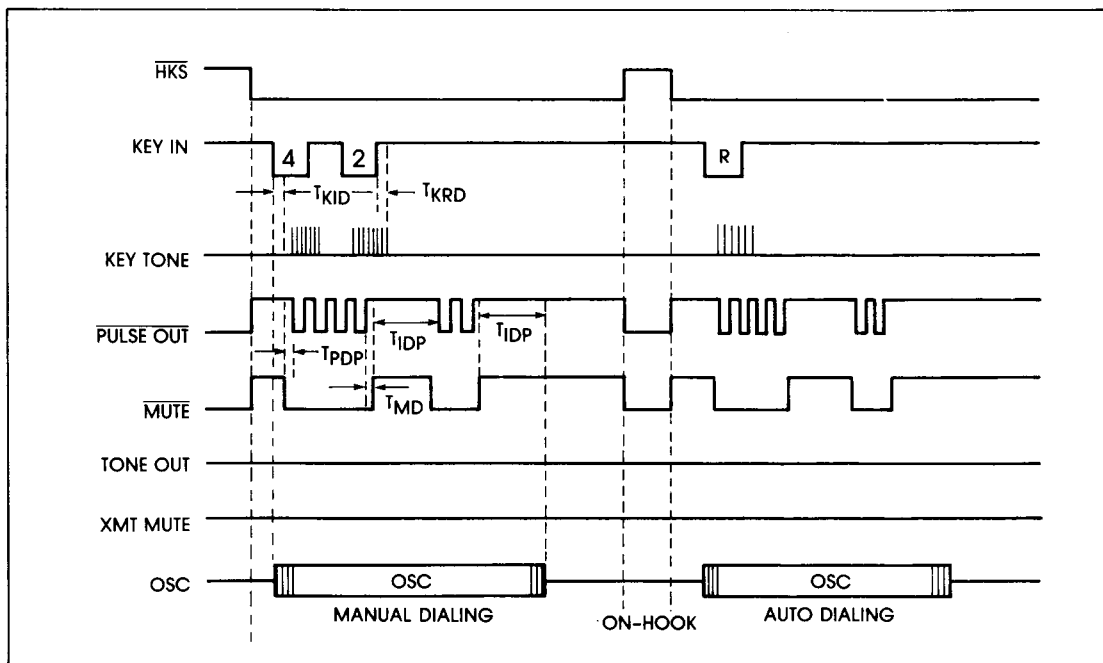 HKS
KEY IN
4
2
R
TKID
TKRD
KEY TONE
PULSE OUT
TPDP
TIDP
TIDP
MUTE
TMD
TONE OUT
XMT MUTE
OSC
OSC
OSC
MANUAL DIALING
ON-HOOK
AUTO DIALING